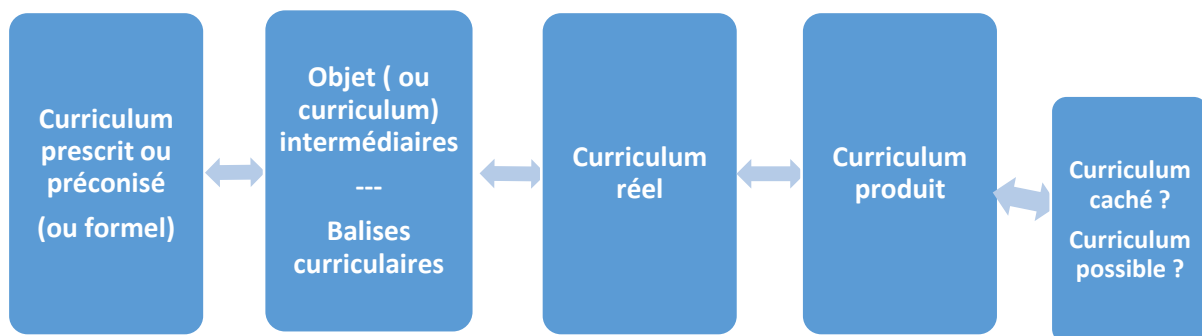 Curriculum
prescrit ou
préconisé
(ou formel)
Objet ( ou
curriculum)
intermédiaires
---
Balises
curriculaires
Curriculum
réel
Curriculum
produit
Curriculum
caché ?
Curriculum
possible ?